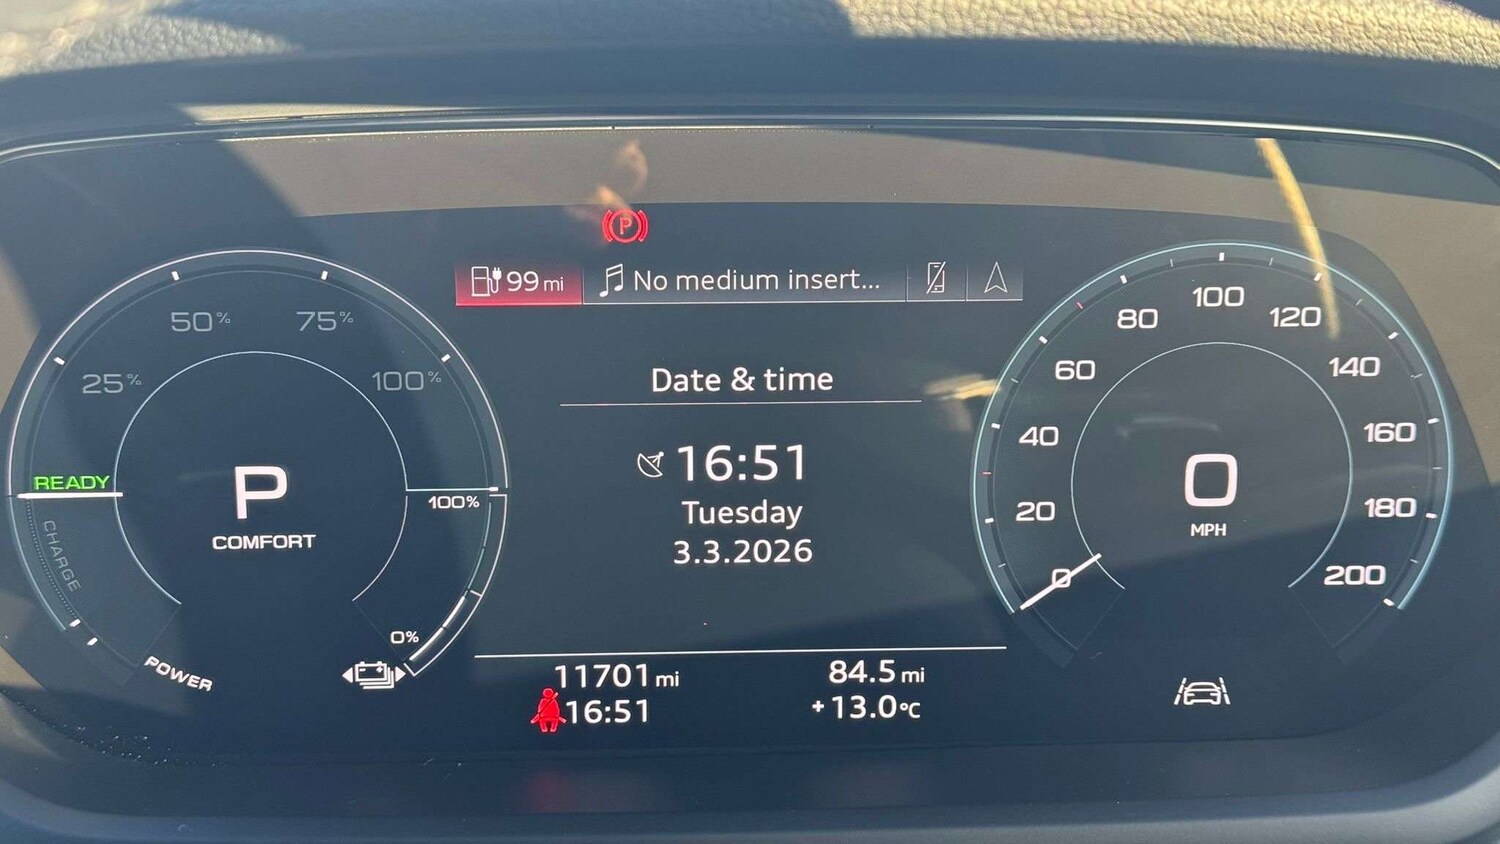 P
99 mi No medium insert...
50% 75%
25% 100%
READY
P
COMFORT
100%
CHARGE
0%
POWER
Date & time
16:51
Tuesday
3.3.2026
11701 mi 84.5 mi
16:51 +13.0°C
0
20
40
60
80
100
120
140
160
180
200
0
MPH